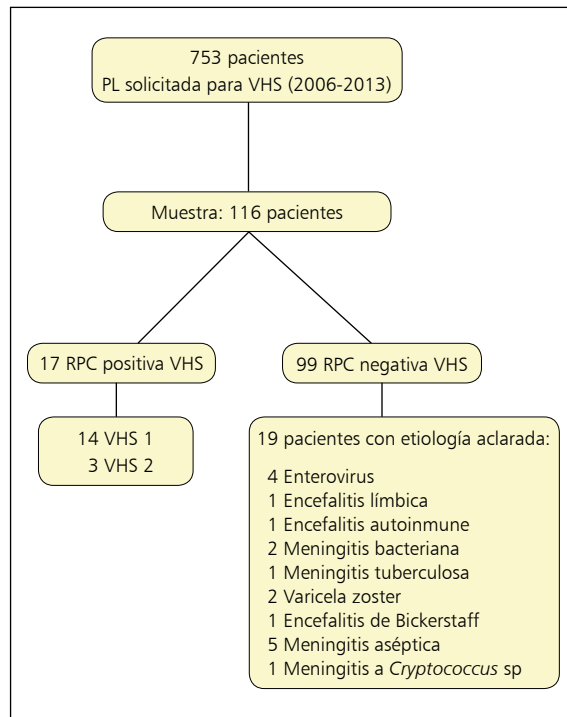 753 pacientes
PL solicitada para VHS (2006-2013)
Muestra: 116 pacientes
17 RPC positiva VHS
99 RPC negativa VHS
14 VHS 1
3 VHS 2
19 pacientes con etiología aclarada:
4 Enterovirus
1 Encefalitis límbica
1 Encefalitis autoinmune
2 Meningitis bacteriana
1 Meningitis tuberculosa
2 Varicela zoster
1 Encefalitis de Bickerstaff
5 Meningitis aséptica
1 Meningitis a Cryptococcus sp